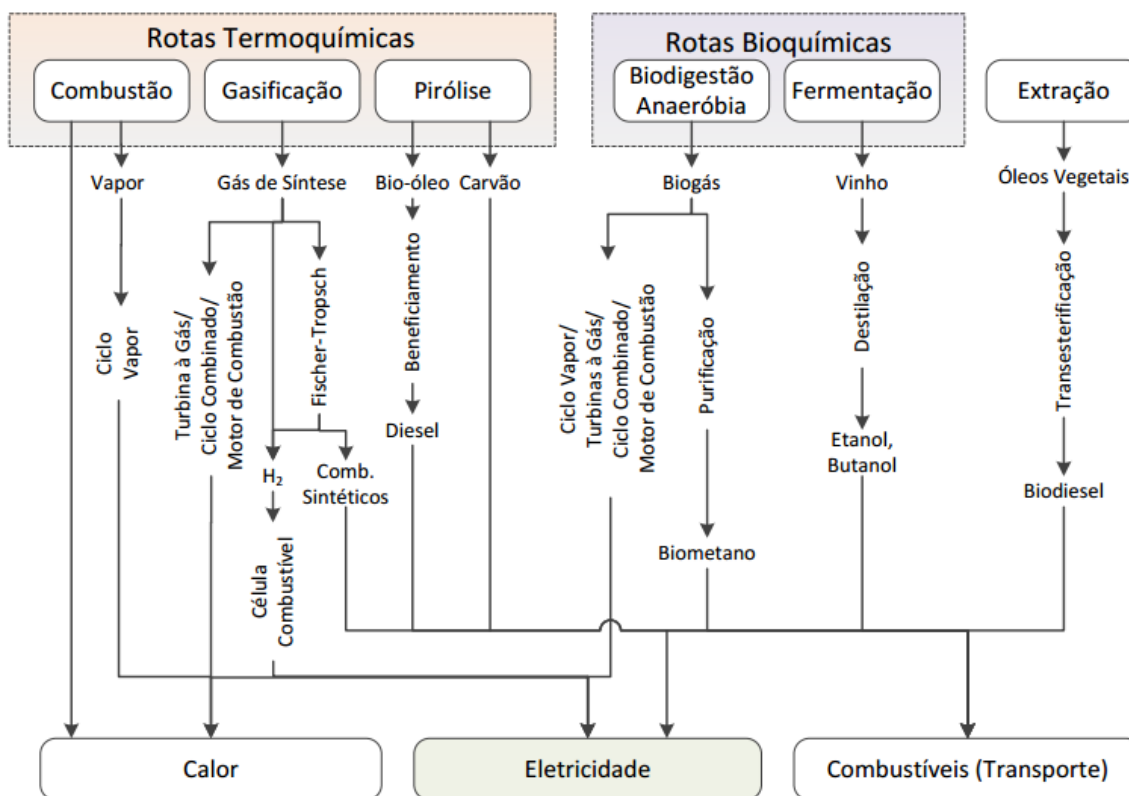 Rotas Termoquímicas
Rotas Bioquímicas
Combustão
Gasificação
Pirólise
Biodigestão
Anaeróbia
Fermentação
Extração
Vapor
Gás de Síntese
Bio-óleo
Carvão
Biogás
Vinho
Óleos Vegetais
Ciclo
Vapor
Turbina à Gás/
Ciclo Combinado/
Motor de Combustão
Fischer-Tropsch
Beneficiamento
Ciclo Vapor/
Turbinas à Gás/
Ciclo Combinado/
Motor de Combustão
Purificação
Destilação
Transesterificação
Diesel
H₂
Comb.
Sintéticos
Etanol,
Butanol
Biodiesel
Célula
Combustível
Biometano
Calor
Eletricidade
Combustíveis (Transporte)